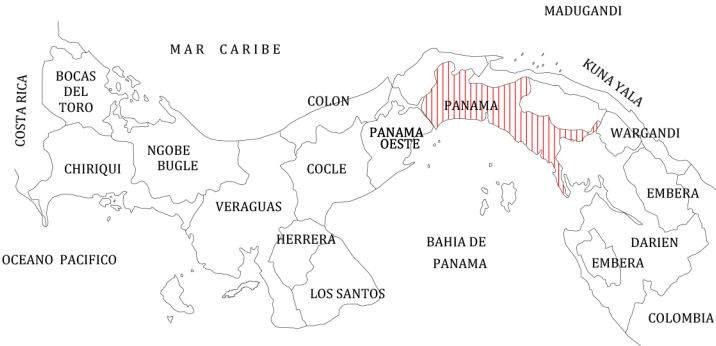 MADUGANDI
MAR CARIBE
KUNA YALA
COSTA RICA
BOCAS
DEL
TORO
COLON
PANAMA
PANAMA
OESTE
WARGANDI
NGOBE
BUGLE
CHIRIQUI
COCLE
EMBERA
VERAGUAS
HERRERA
BAHIA DE
PANAMA
DARIEN
OCEANO PACIFICO
EMBERA
LOS SANTOS
COLOMBIA